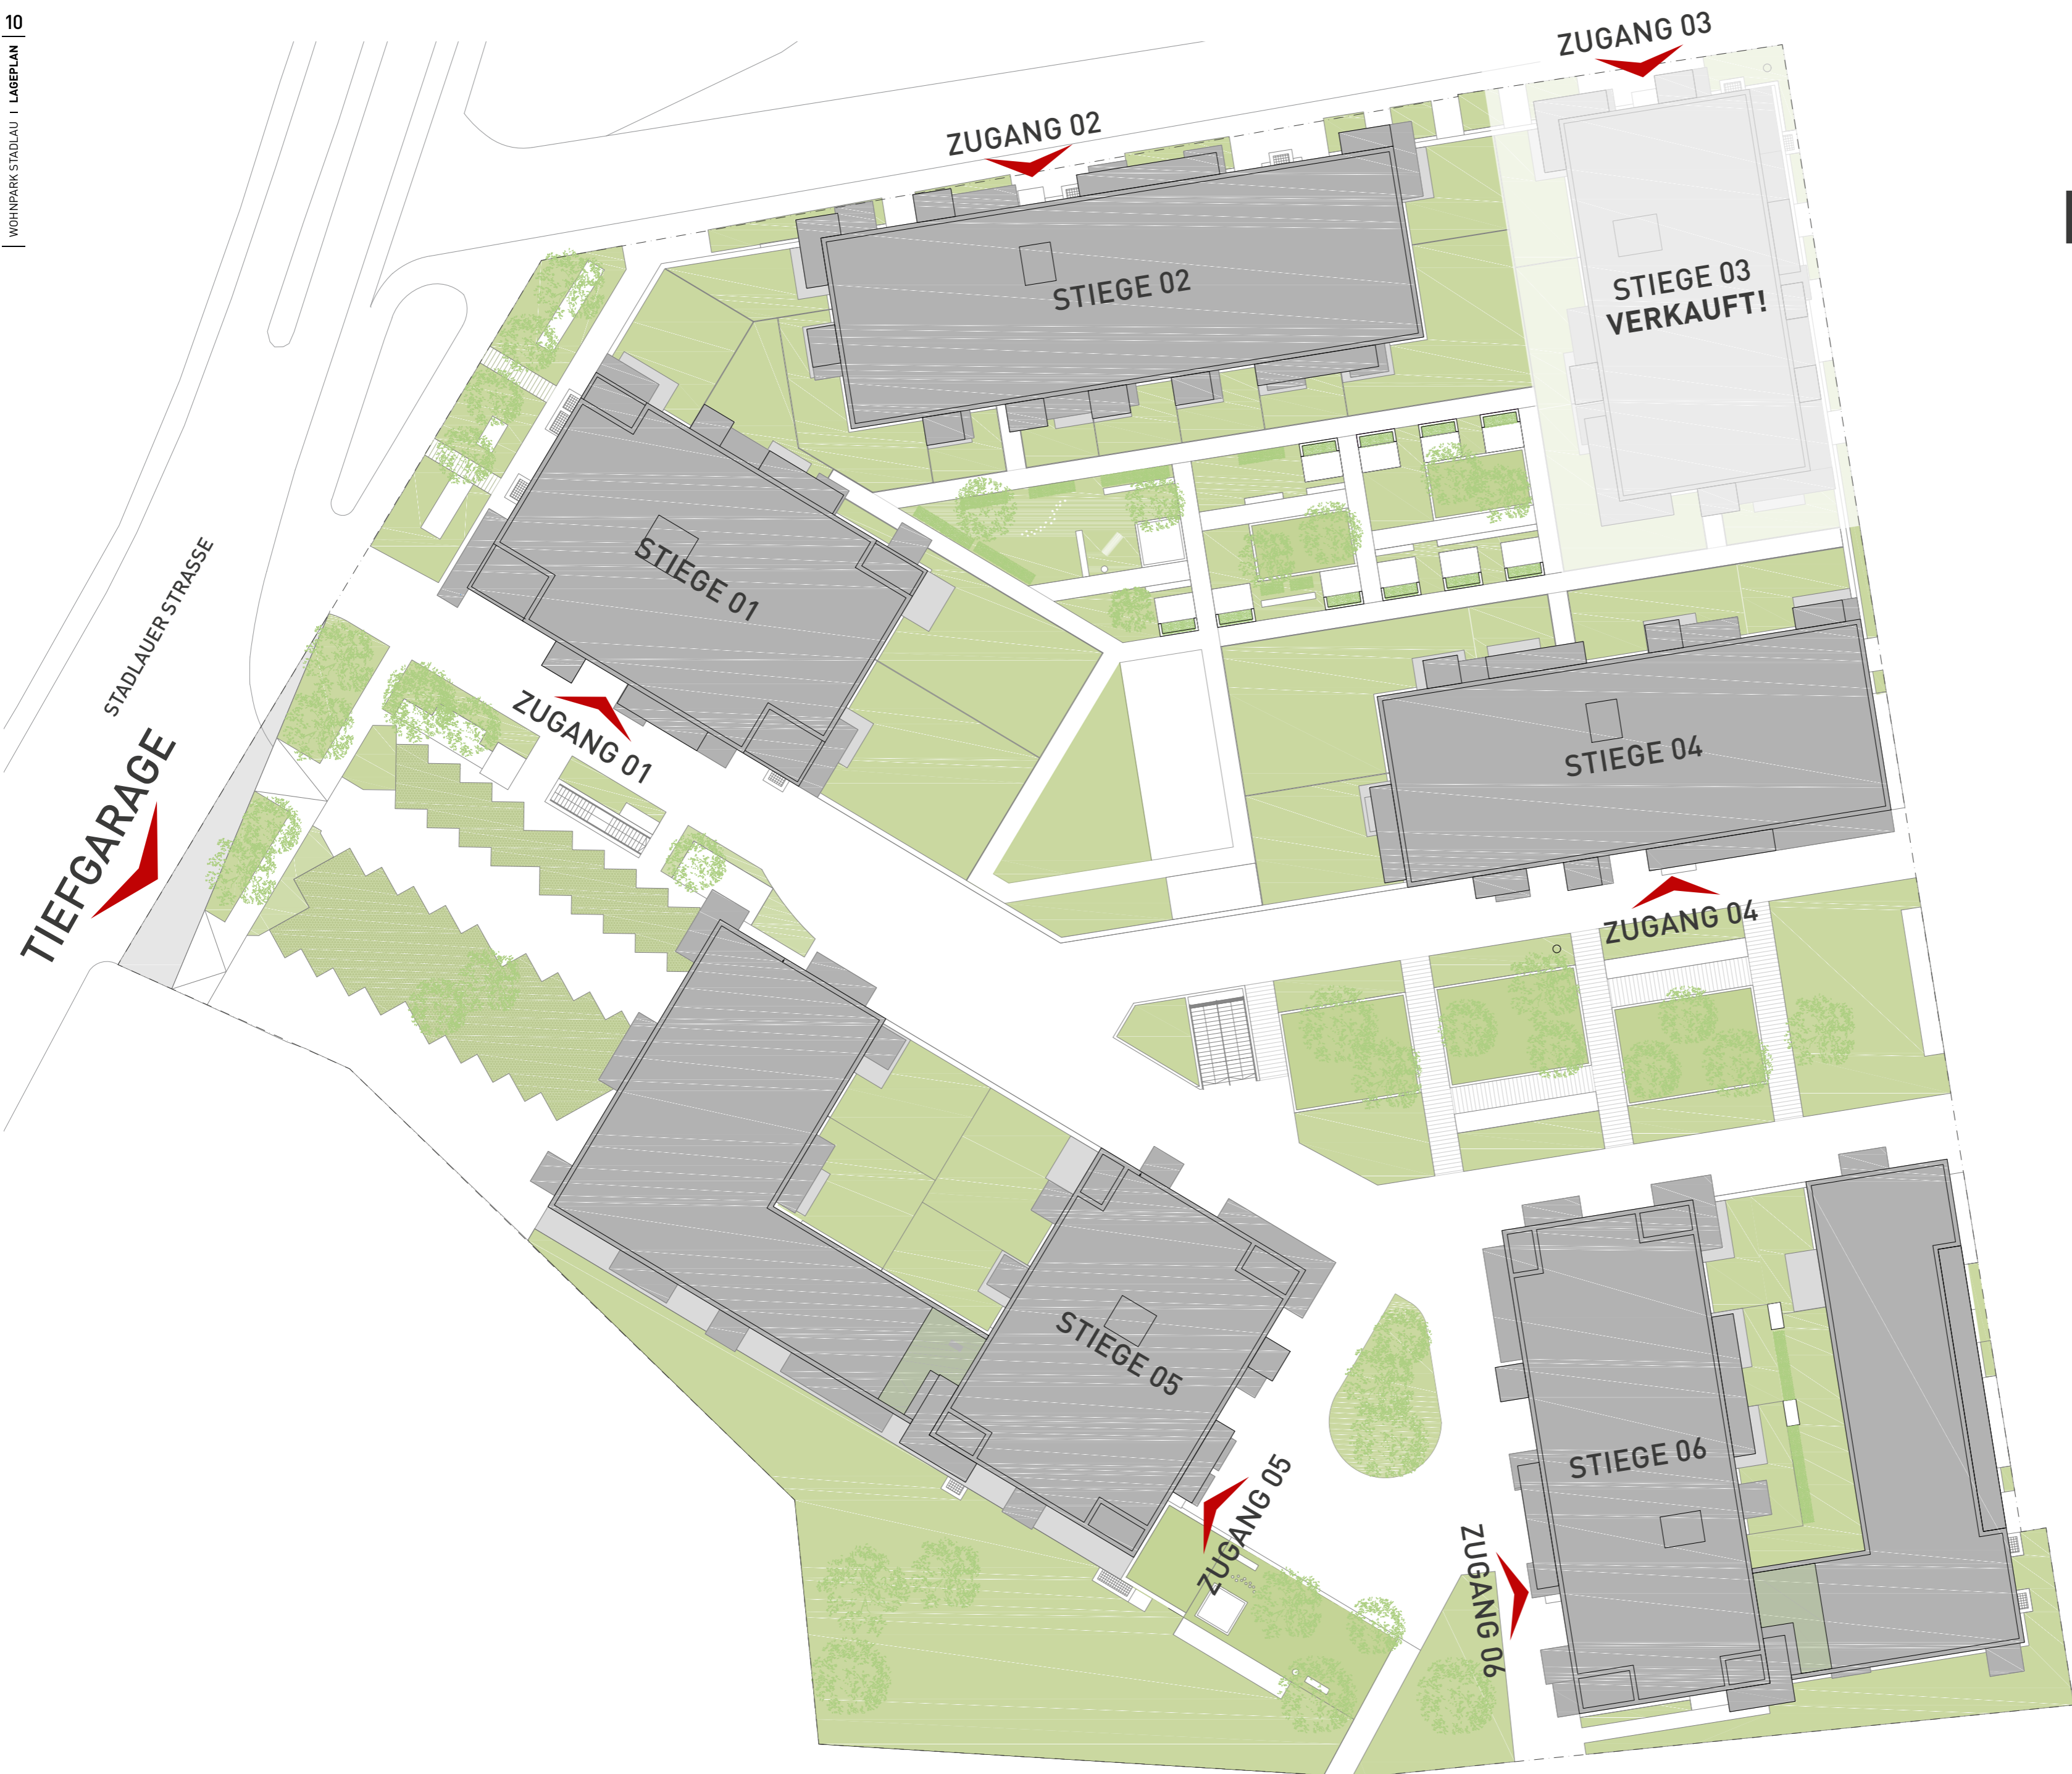 10
WOHNPARK STADLAU I LAGEPLAN
ZUGANG 03
ZUGANG 02
STIEGE 02
STIEGE 03
VERKAUFT!
STIEGE 01
STADLAUER STRASSE
ZUGANG 01
TIEFGARAGE
STIEGE 04
ZUGANG 04
STIEGE 05
STIEGE 06
ZUGANG 05
ZUGANG 06